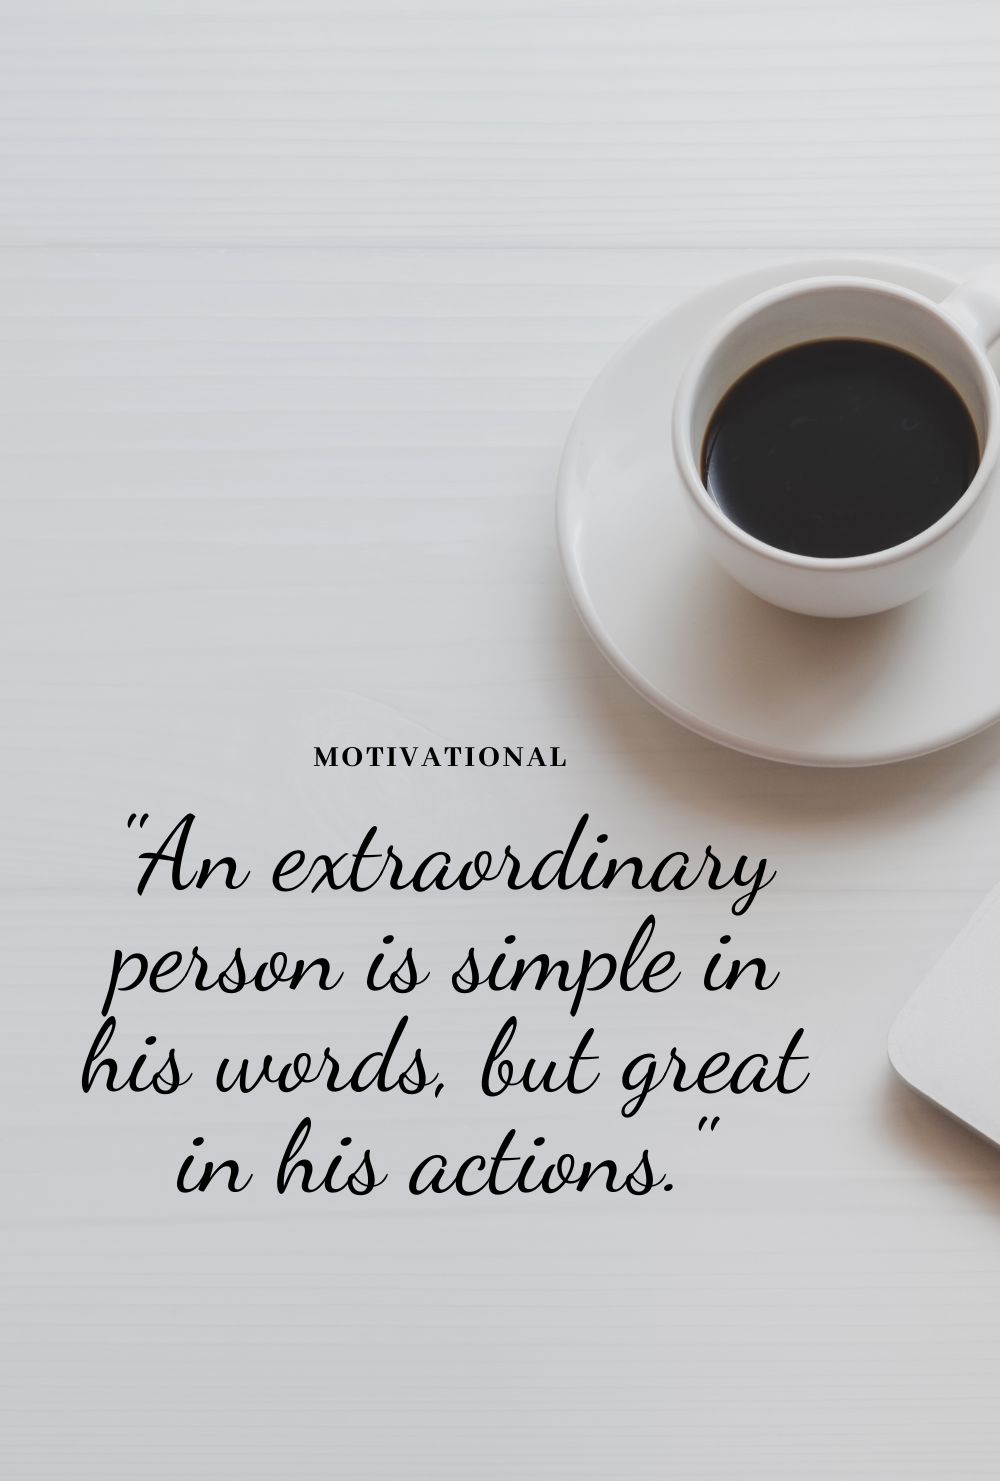 MOTIVATIONAL
"An extraordinary
person is simple in
his words, but great
in his actions."